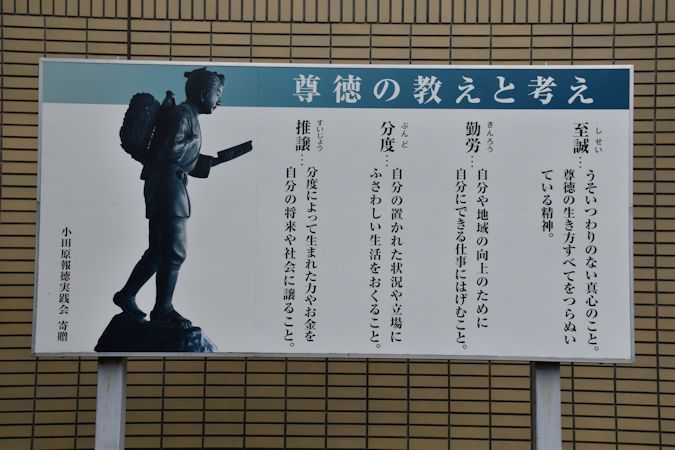 尊徳の教えと考え
しせい
至誠…うそいつわりのない真心のこと。
尊徳の生き方すべてをつらぬい
ている精神。
きんろう
勤労…自分や地域の向上のために
自分にできる仕事にはげむこと。
ぶんど
分度…自分の置かれた状況や立場に
ふさわしい生活をおくること。
すいじょう
推譲…分度によって生まれた力やお金を
自分の将来や社会に譲ること。
小田原報徳実践会 寄贈